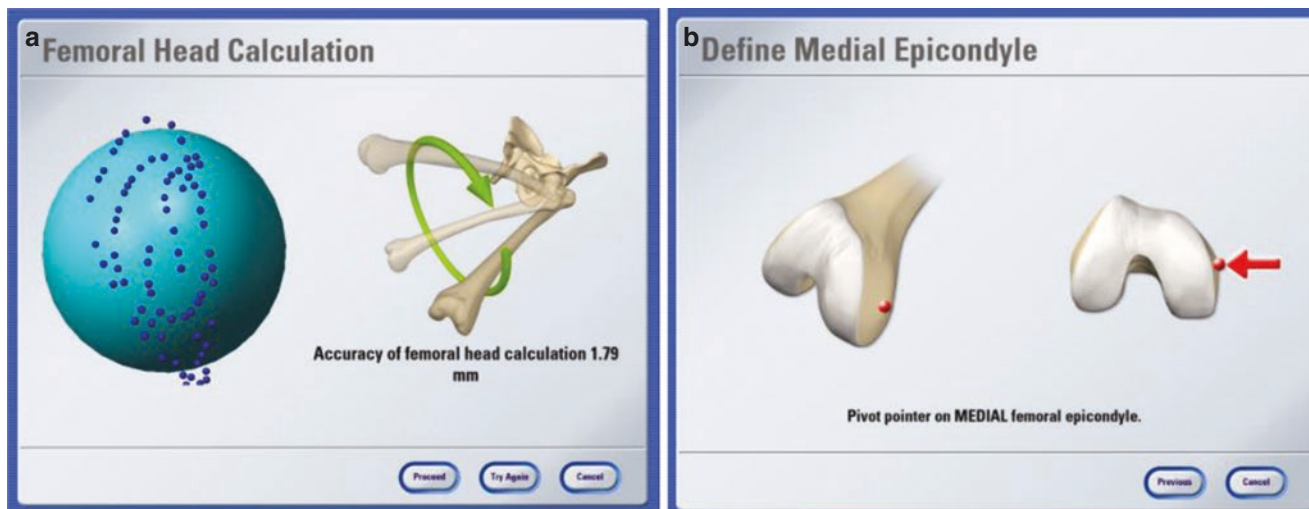 a
Femoral Head Calculation
Accuracy of femoral head calculation 1.79
mm
Proceed
Try Again
Cancel
b
Define Medial Epicondyle
Pivot pointer on MEDIAL femoral epicondyle.
Previous
Cancel